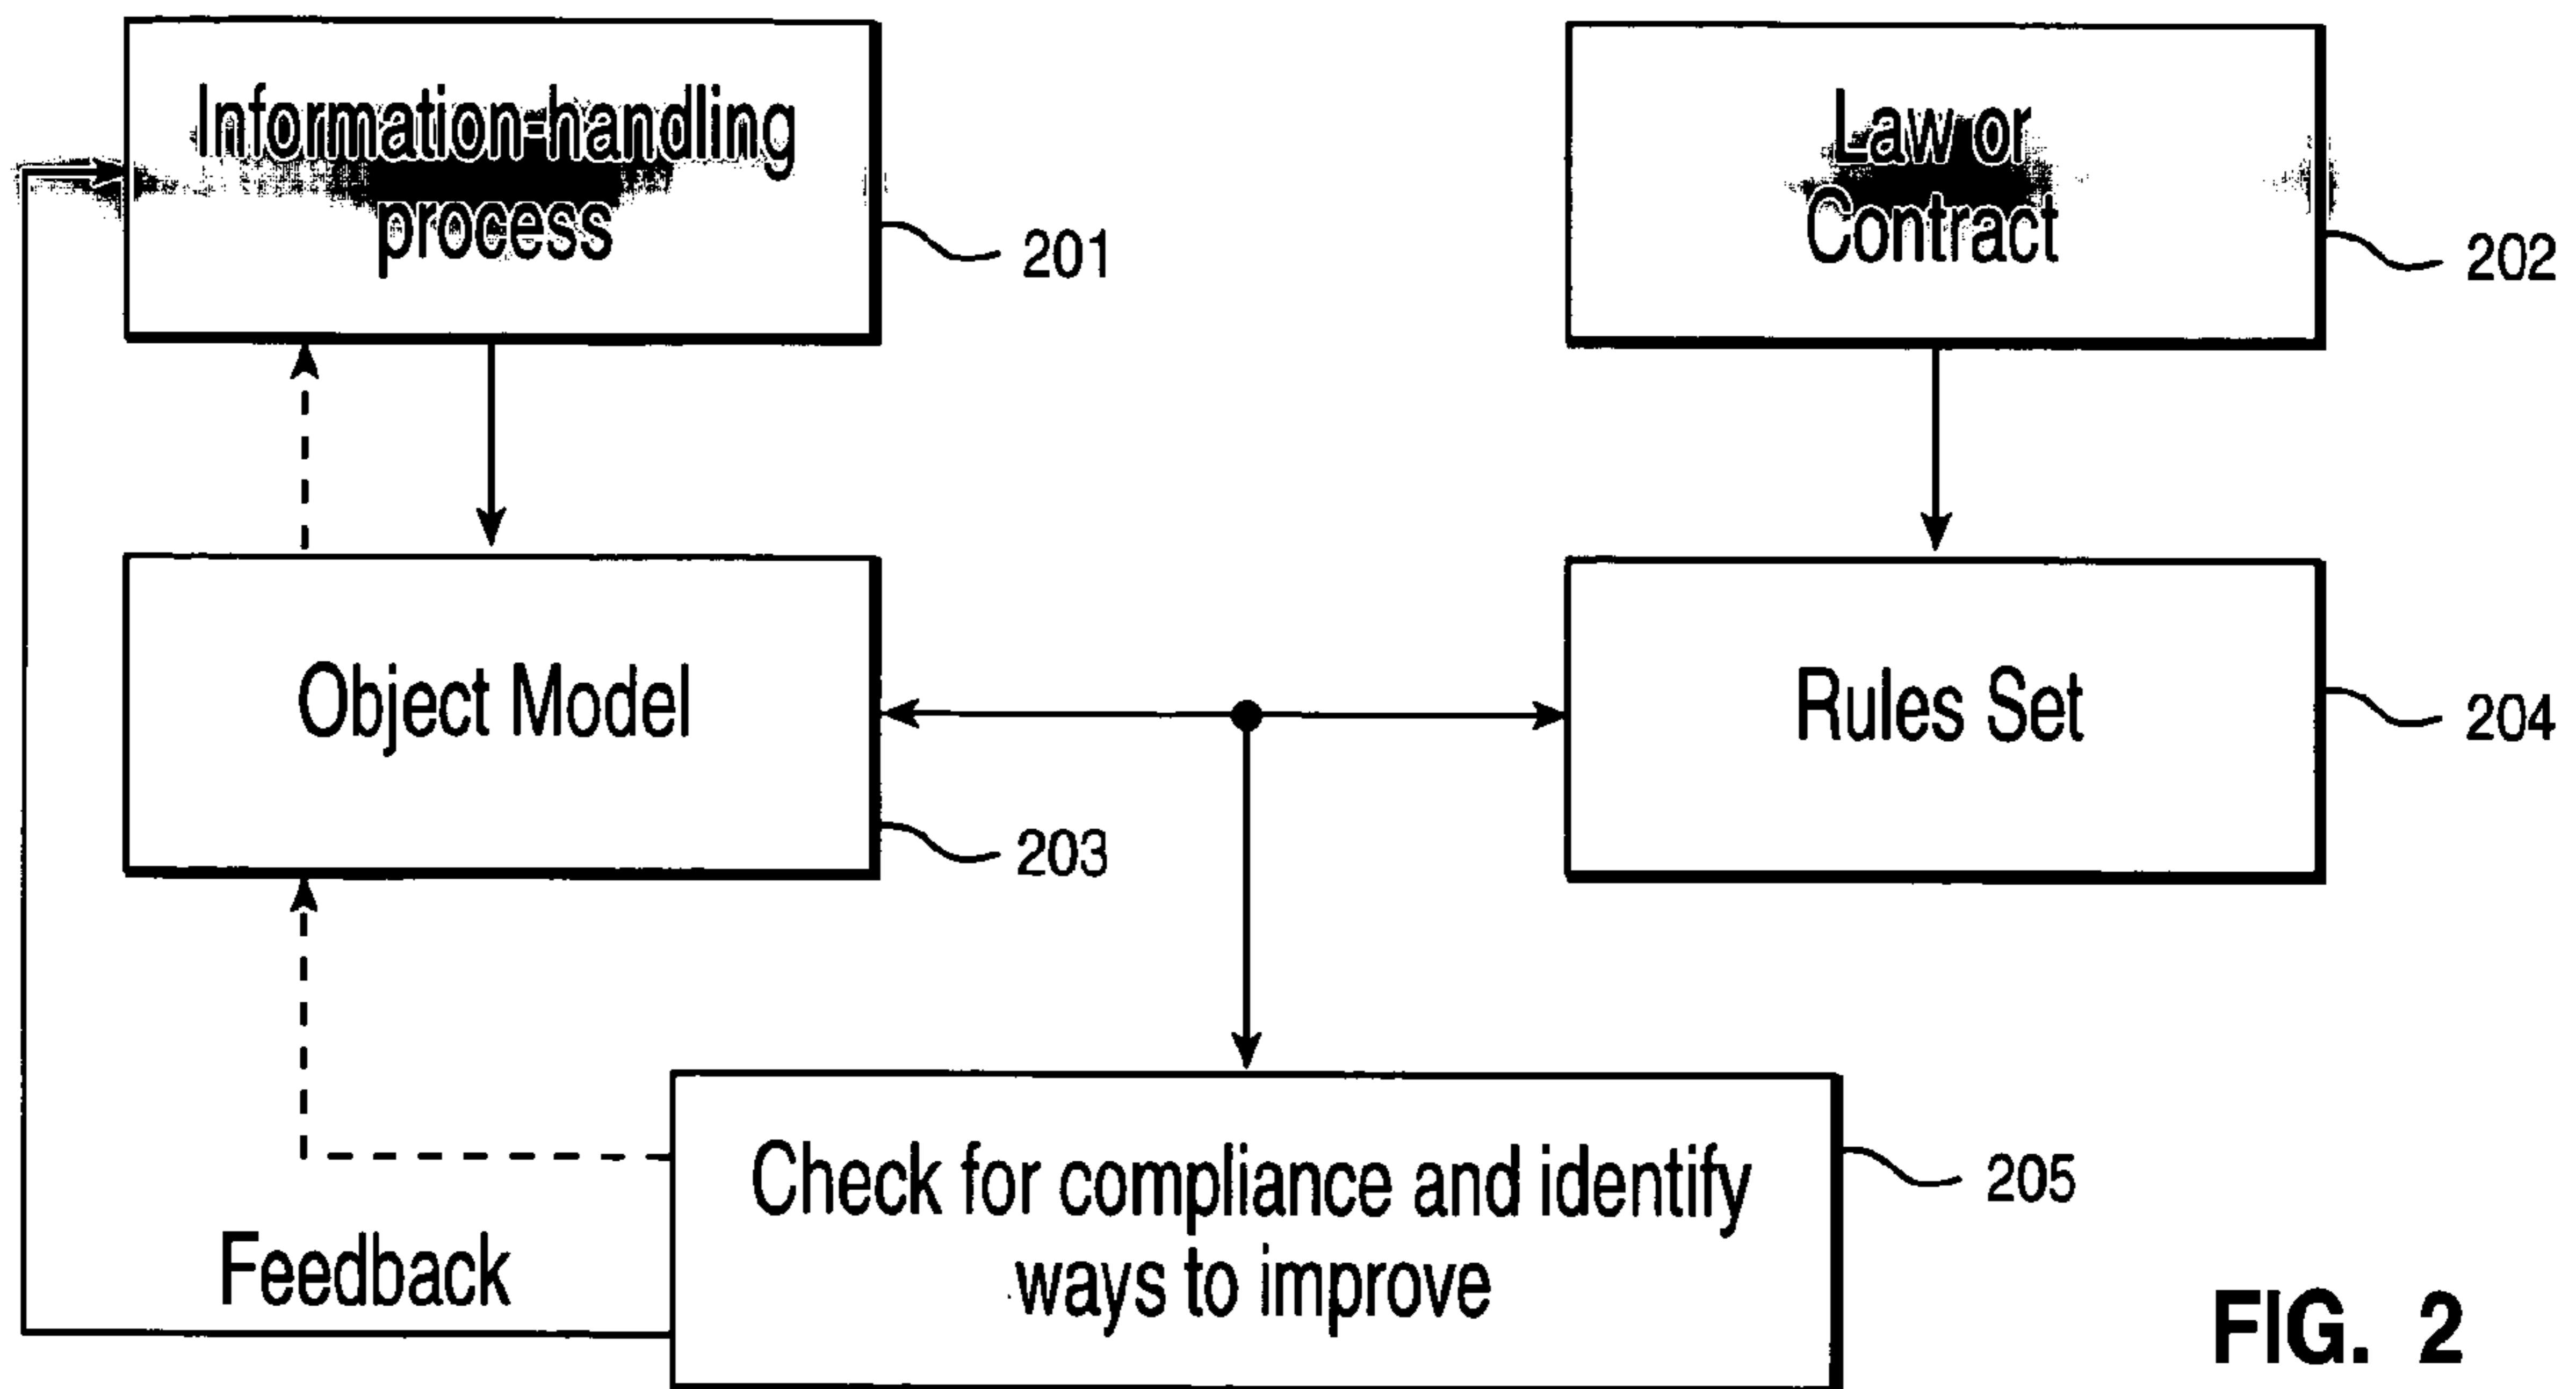 Information-handling
process
201
Law or
Contract
202
Object Model
203
Rules Set
204
Check for compliance and identify
ways to improve
205
Feedback
FIG. 2